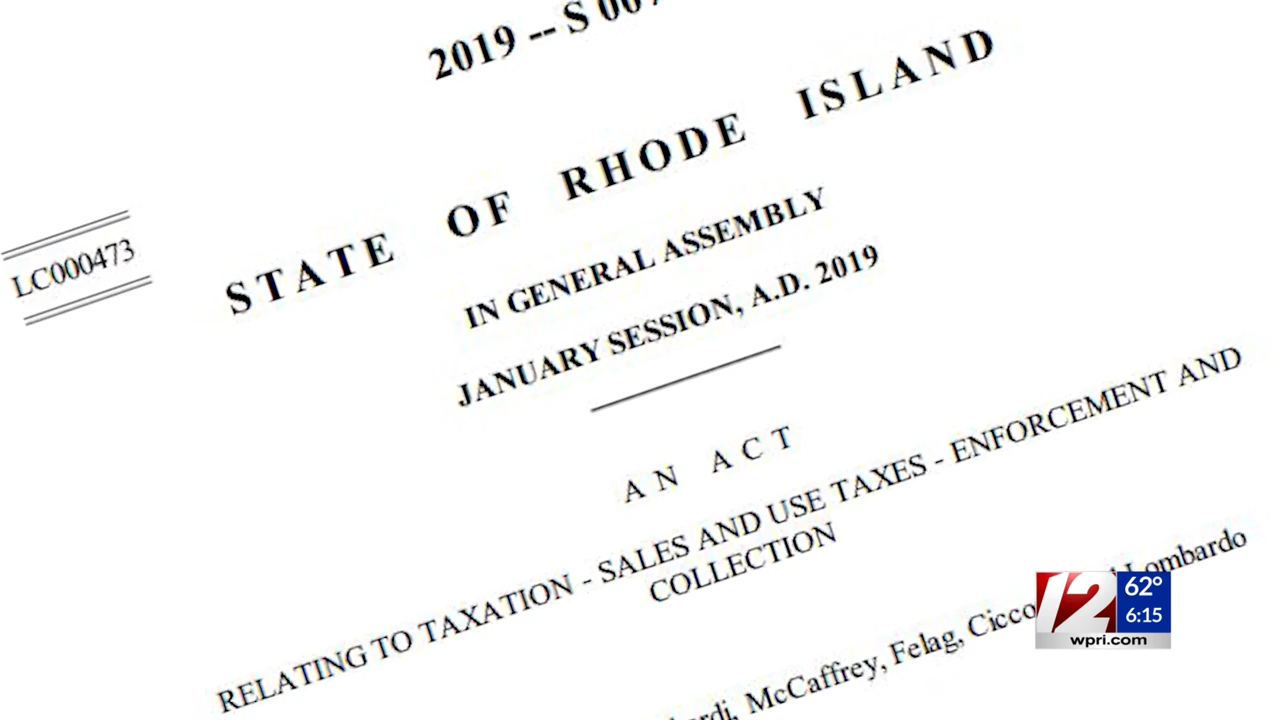 2019 -- S
STATE OF RHODE ISLAND
LC000473
IN GENERAL ASSEMBLY
JANUARY SESSION, A.D. 2019
AN ACT
RELATING TO TAXATION - SALES AND USE TAXES - ENFORCEMENT AND
COLLECTION
McCaffrey, Felag, Lombardo
12
62°
6:15
wpri.com